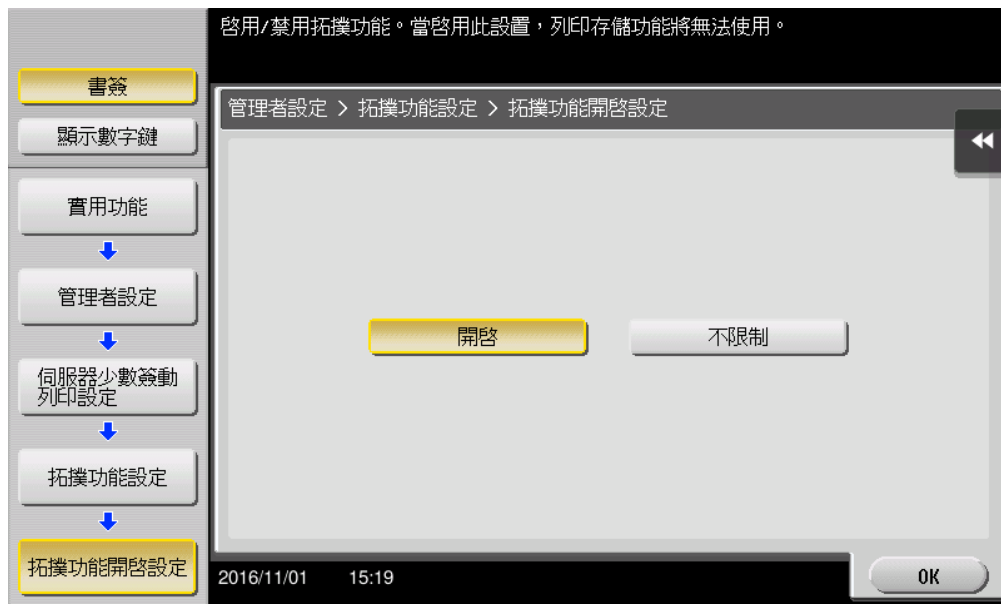 啓用/禁用拓撲功能。當啓用此設置,列印存儲功能將無法使用。
書簽
顯示數字鍵
管理者設定 > 拓撲功能設定 > 拓撲功能開啓設定
實用功能
管理者設定
伺服器少數簽動
列印設定
拓撲功能設定
拓撲功能開啓設定
開啓
不限制
2016/11/01 15:19
OK